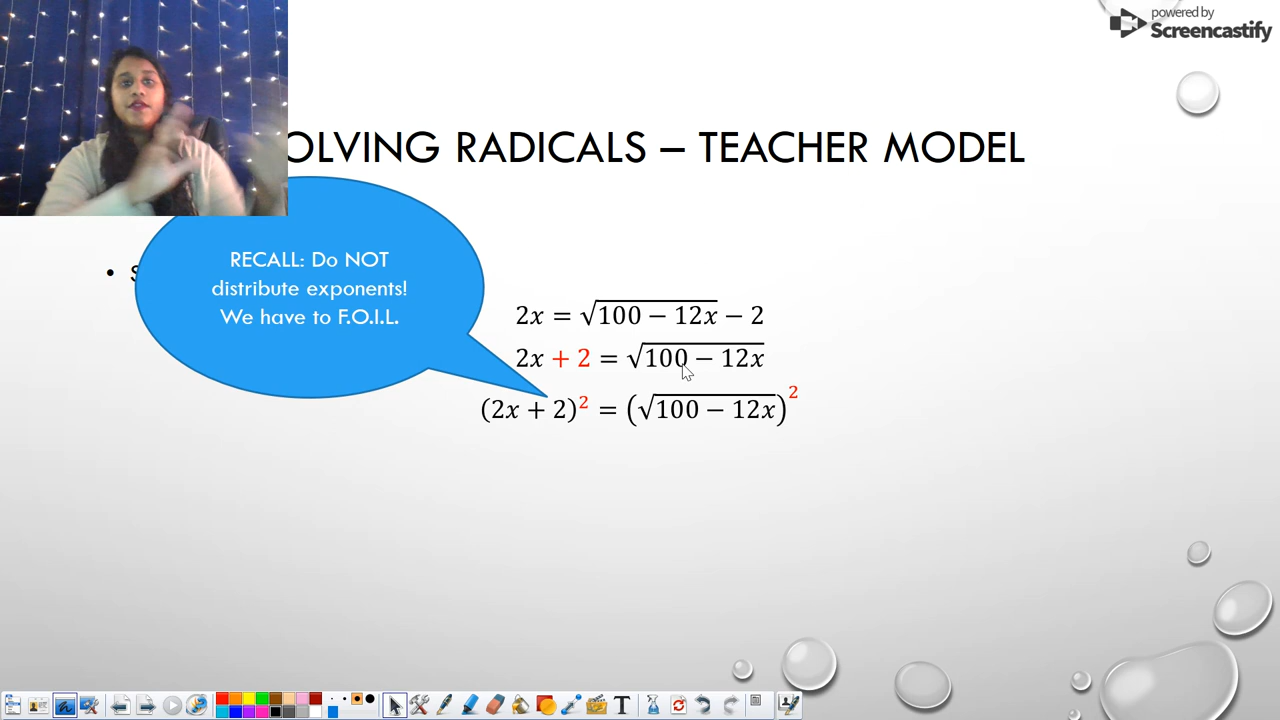 powered by
Screencastify
OLVING RADICALS – TEACHER MODEL
RECALL: Do NOT
distribute exponents!
We have to F.O.I.L.
• S
2x = √(100 − 12x) − 2
2x + 2 = √(100 − 12x)
(2x + 2)² = (√(100 − 12x))²